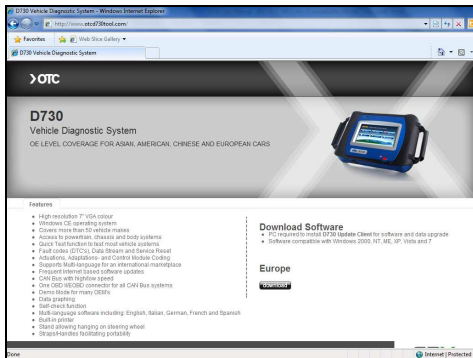 D730 Vehicle Diagnostic System - Windows Internet Explorer
http://www.otcd730tool.com/
Favorites Web Slice Gallery
D730 Vehicle Diagnostic System
OTC
D730
Vehicle Diagnostic System
OE LEVEL COVERAGE FOR ASIAN, AMERICAN, CHINESE AND EUROPEAN CARS
Features
High resolution 7" VGA colour
Windows CE operating system
Covers more than 50 vehicle makes
Access to powertrain, chassis and body systems
Quick Test function to test most vehicle systems
Fault codes (DTC's), Data Stream and Service Reset
Actuations, Adaptations- and Control Module Coding
Supports Multi-language for an international marketplace
Frequent Internet based software updates
CAN Bus with high/low speed
One OBD II/EOBD connector for all CAN Bus systems
Demo Mode for many OEM's
Data graphing
Self-check function
Multi-language software including: English, Italian, German, French and Spanish
Built-in printer
Stand allowing hanging on steering wheel
Straps/Handles facilitating portability
Download Software
PC required to install D730 Update Client for software and data upgrade
Software compatible with Windows 2000, NT, ME, XP, Vista and 7
Europe
download
Done
Internet | Protected